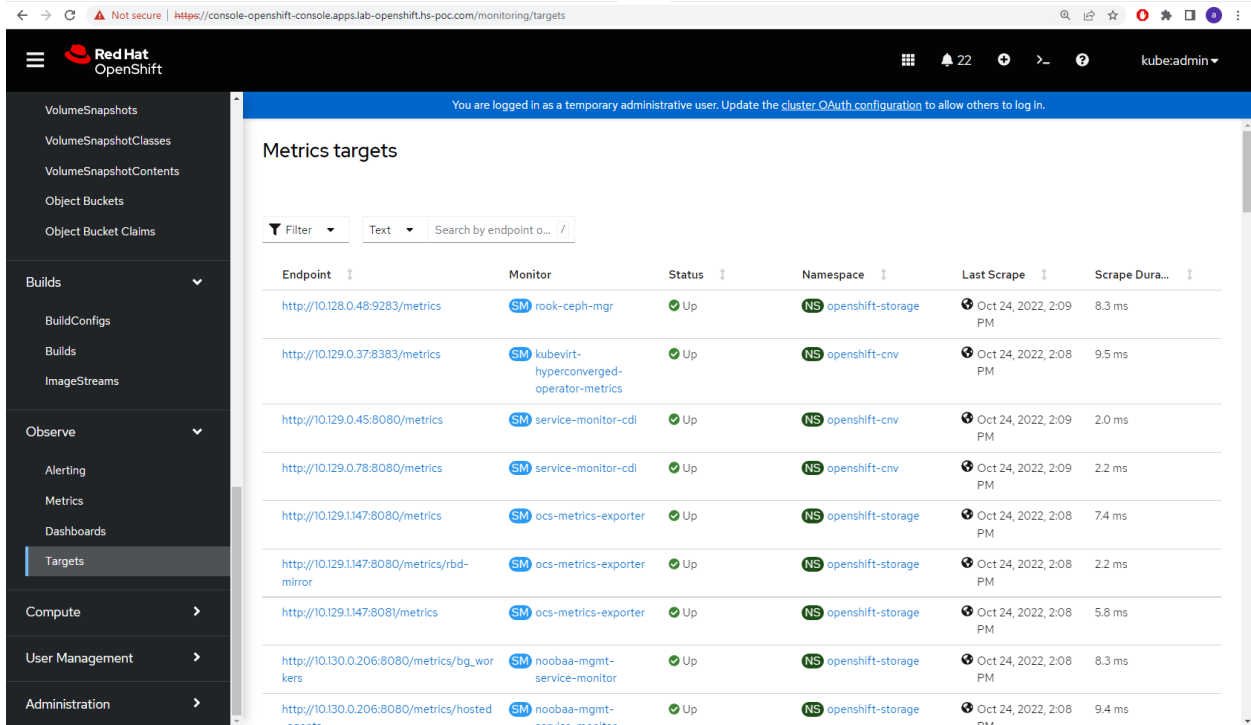 Not secure | https://console-openshift-console.apps.lab-openshift.hs-poc.com/monitoring/targets
a
Red Hat
OpenShift
22
kube:admin
You are logged in as a temporary administrative user. Update the cluster OAuth configuration to allow others to log in.
VolumeSnapshots
VolumeSnapshotClasses
VolumeSnapshotContents
Object Buckets
Object Bucket Claims
Builds
BuildConfigs
Builds
ImageStreams
Observe
Alerting
Metrics
Dashboards
Targets
Compute
User Management
Administration
Metrics targets
Filter Text Search by endpoint o... /
Endpoint Monitor Status Namespace Last Scrape Scrape Dura...
http://10.128.0.48:9283/metrics SM rook-ceph-mgr Up NS openshift-storage Oct 24, 2022, 2:09 8.3 ms
PM
http://10.129.0.37:8383/metrics SM kubevirt- Up NS openshift-cnv Oct 24, 2022, 2:08 9.5 ms
hyperconverged- PM
operator-metrics
http://10.129.0.45:8080/metrics SM service-monitor-cdi Up NS openshift-cnv Oct 24, 2022, 2:09 2.0 ms
PM
http://10.129.0.78:8080/metrics SM service-monitor-cdi Up NS openshift-cnv Oct 24, 2022, 2:09 2.2 ms
PM
http://10.129.1.147:8080/metrics SM ocs-metrics-exporter Up NS openshift-storage Oct 24, 2022, 2:08 7.4 ms
PM
http://10.129.1.147:8080/metrics/rbd- SM ocs-metrics-exporter Up NS openshift-storage Oct 24, 2022, 2:08 2.2 ms
mirror PM
http://10.129.1.147:8081/metrics SM ocs-metrics-exporter Up NS openshift-storage Oct 24, 2022, 2:08 5.8 ms
PM
http://10.130.0.206:8080/metrics/bg_wor SM noobaa-mgmt- Up NS openshift-storage Oct 24, 2022, 2:08 8.3 ms
kers service-monitor PM
http://10.130.0.206:8080/metrics/hosted SM noobaa-mgmt- Up NS openshift-storage Oct 24, 2022, 2:08 9.4 ms